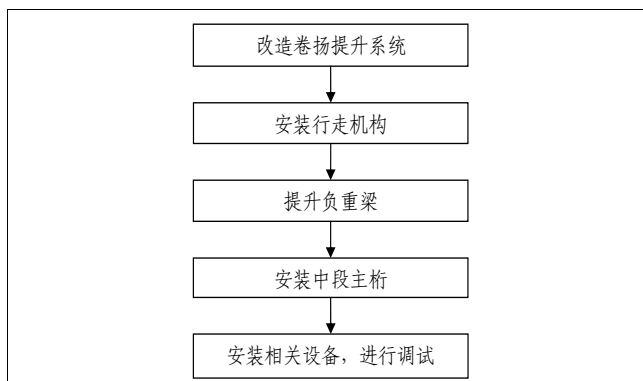 改造卷扬提升系统
安装行走机构
提升负重梁
安装中段主桁
安装相关设备，进行调试